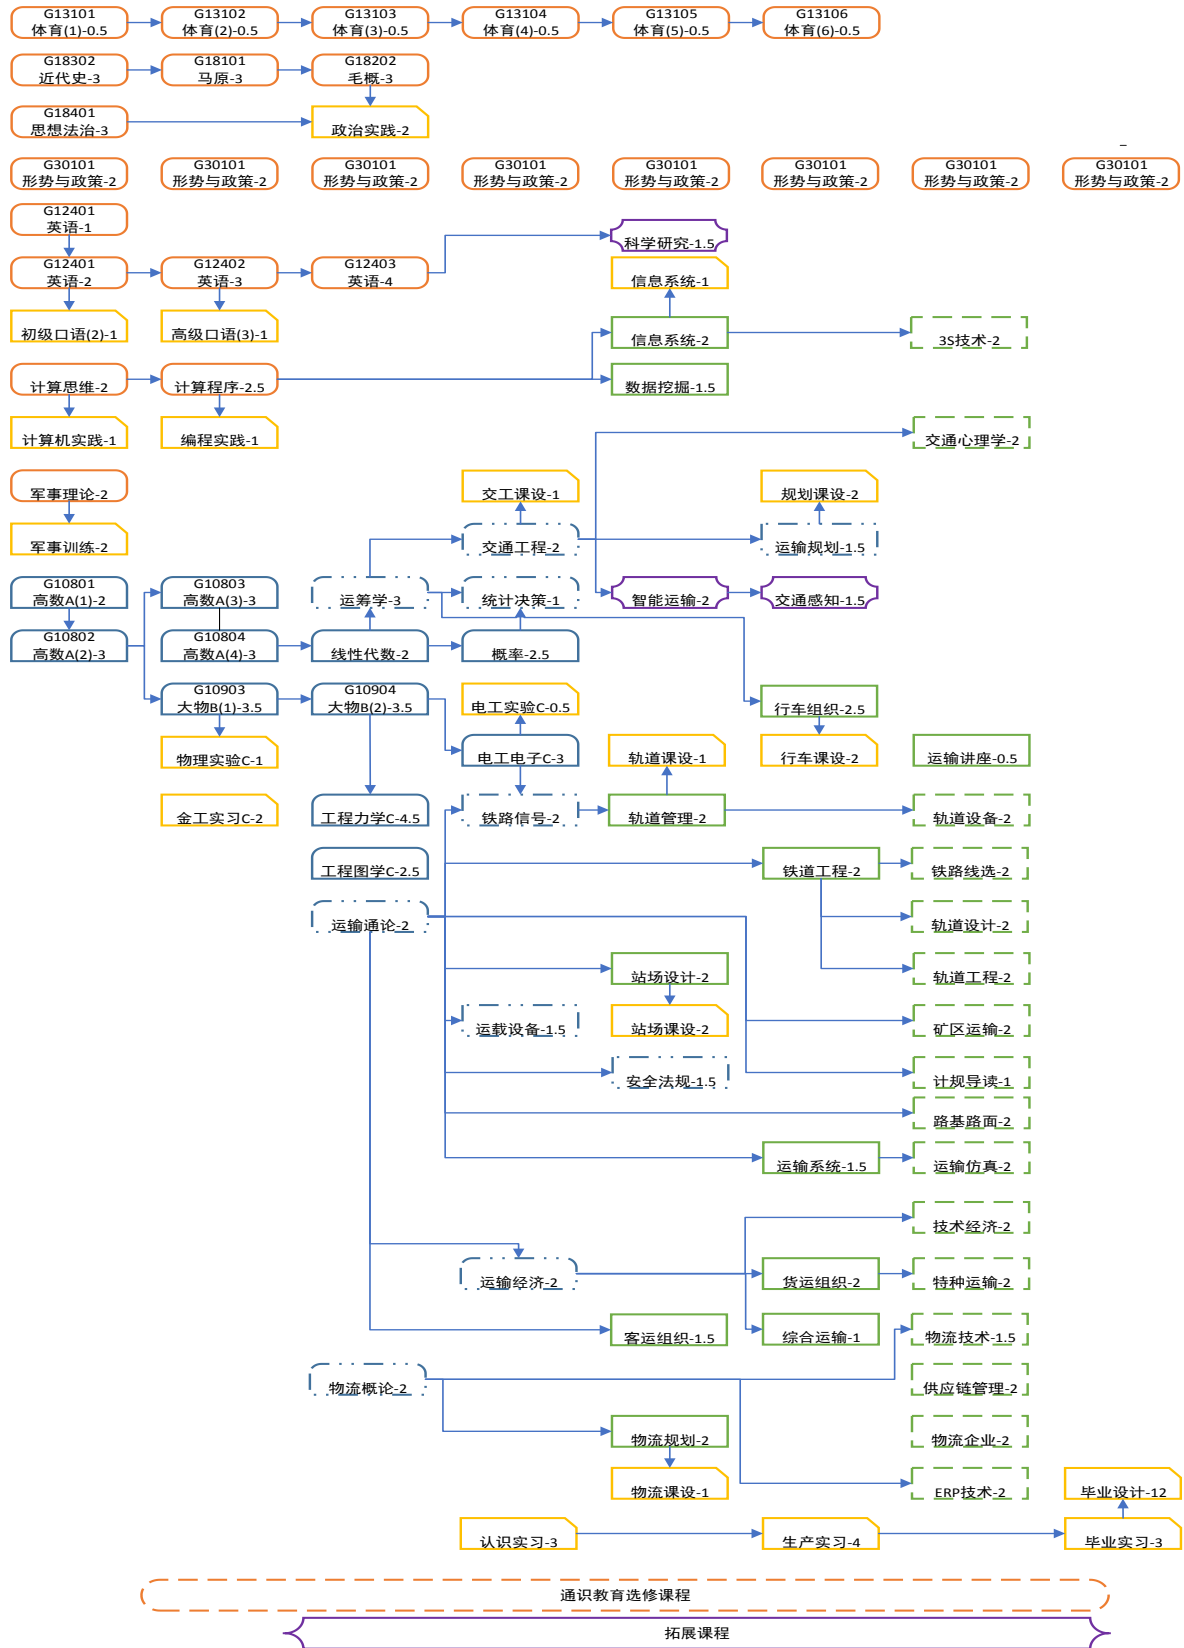 G13101
体育(1)-0.5
G13102
体育(2)-0.5
G13103
体育(3)-0.5
G13104
体育(4)-0.5
G13105
体育(5)-0.5
G13106
体育(6)-0.5
G18302
近代史-3
G18101
马原-3
G18202
毛概-3
G18401
思想法治-3
政治实践-2
G30101
形势与政策-2
G30101
形势与政策-2
G30101
形势与政策-2
G30101
形势与政策-2
G30101
形势与政策-2
G30101
形势与政策-2
G30101
形势与政策-2
G30101
形势与政策-2
G12401
英语-1
科学研究-1.5
G12401
英语-2
G12402
英语-3
G12403
英语-4
信息系统-1
初级口语(2)-1
高级口语(3)-1
信息系统-2
3S技术-2
计算思维-2
计算程序-2.5
数据挖掘-1.5
计算机实践-1
编程实践-1
交通心理学-2
军事理论-2
交工课设-1
规划课设-2
军事训练-2
交通工程-2
运输规划-1.5
G10801
高数A(1)-2
G10803
高数A(3)-3
运筹学-3
统计决策-1
智能运输-2
交通感知-1.5
G10802
高数A(2)-3
G10804
高数A(4)-3
线性代数-2
概率-2.5
G10903
大物B(1)-3.5
G10904
大物B(2)-3.5
电工实验C-0.5
行车组织-2.5
物理实验C-1
电工电子C-3
轨道课设-1
行车课设-2
运输讲座-0.5
金工实习C-2
工程力学C-4.5
铁路信号-2
轨道管理-2
轨道设备-2
工程图学C-2.5
铁道工程-2
铁路线选-2
运输通论-2
轨道设计-2
站场设计-2
轨道工程-2
运载设备-1.5
站场课设-2
矿区运输-2
安全法规-1.5
计规导读-1
路基路面-2
运输系统-1.5
运输仿真-2
技术经济-2
运输经济-2
货运组织-2
特种运输-2
客运组织-1.5
综合运输-1
物流技术-1.5
物流概论-2
供应链管理-2
物流规划-2
物流企业-2
物流课设-1
ERP技术-2
毕业设计-12
认识实习-3
生产实习-4
毕业实习-3
通识教育选修课程
拓展课程